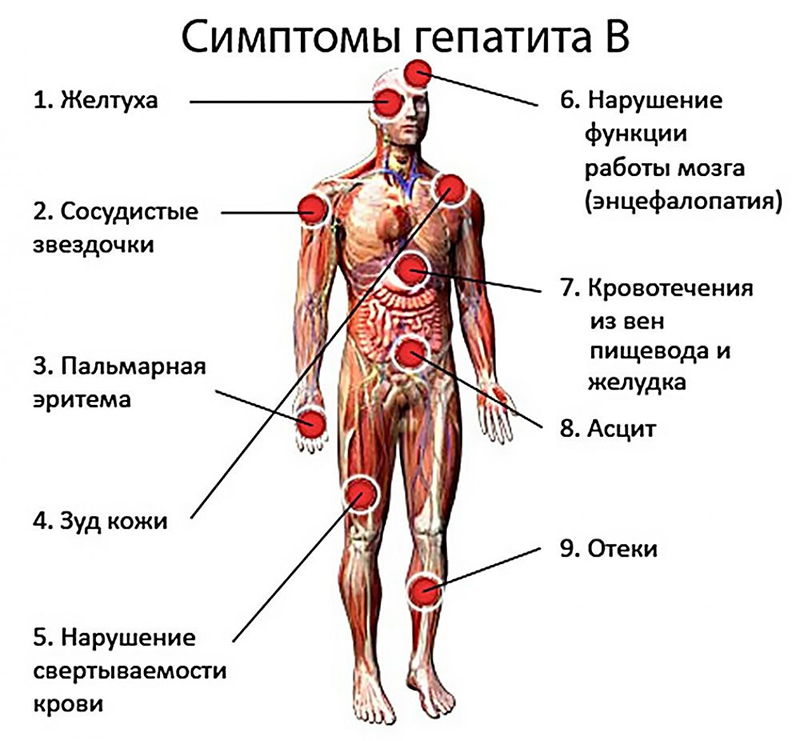 Симптомы гепатита В
1. Желтуха
2. Сосудистые
звездочки
3. Пальмарная
эритема
4. Зуд кожи
5. Нарушение
свертываемости
крови
6. Нарушение
функции
работы мозга
(энцефалопатия)
7. Кровотечения
из вен
пищевода и
желудка
8. Асцит
9. Отеки